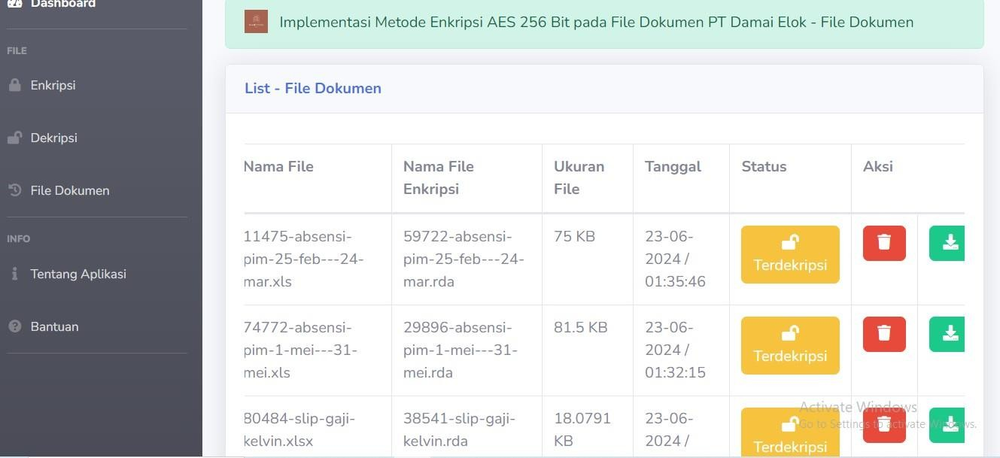 Dashboard
FILE
Enkripsi
Dekripsi
File Dokumen
INFO
Tentang Aplikasi
Bantuan
Implementasi Metode Enkripsi AES 256 Bit pada File Dokumen PT Damai Elok - File Dokumen
List - File Dokumen
Nama File
Nama File
Enkripsi
Ukuran
File
Tanggal
Status
Aksi
11475-absensi-
pim-25-feb---24-
mar.xls
59722-absensi-
pim-25-feb---24-
mar.rda
75 KB
23-06-
2024 /
01:35:46
Terdekripsi
74772-absensi-
pim-1-mei---31-
mei.xls
29896-absensi-
pim-1-mei---31-
mei.rda
81.5 KB
23-06-
2024 /
01:32:15
Terdekripsi
80484-slip-gaji-
kelvin.xlsx
38541-slip-gaji-
kelvin.rda
18.0791
KB
23-06-
2024 /
Terdekripsi
Activate Windows
Go to Settings to activate Windows.